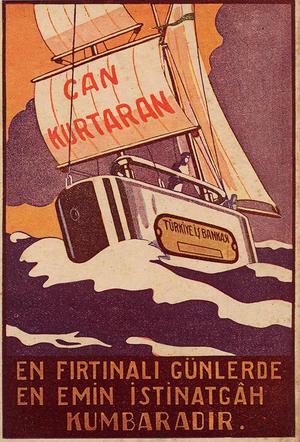 CAN
KURTARAN
TÜRKİYE İŞ BANKASI
EN FIRTINALI GÜNLERDE
EN EMİN İSTİNATGÂH
KUMBARADIR.